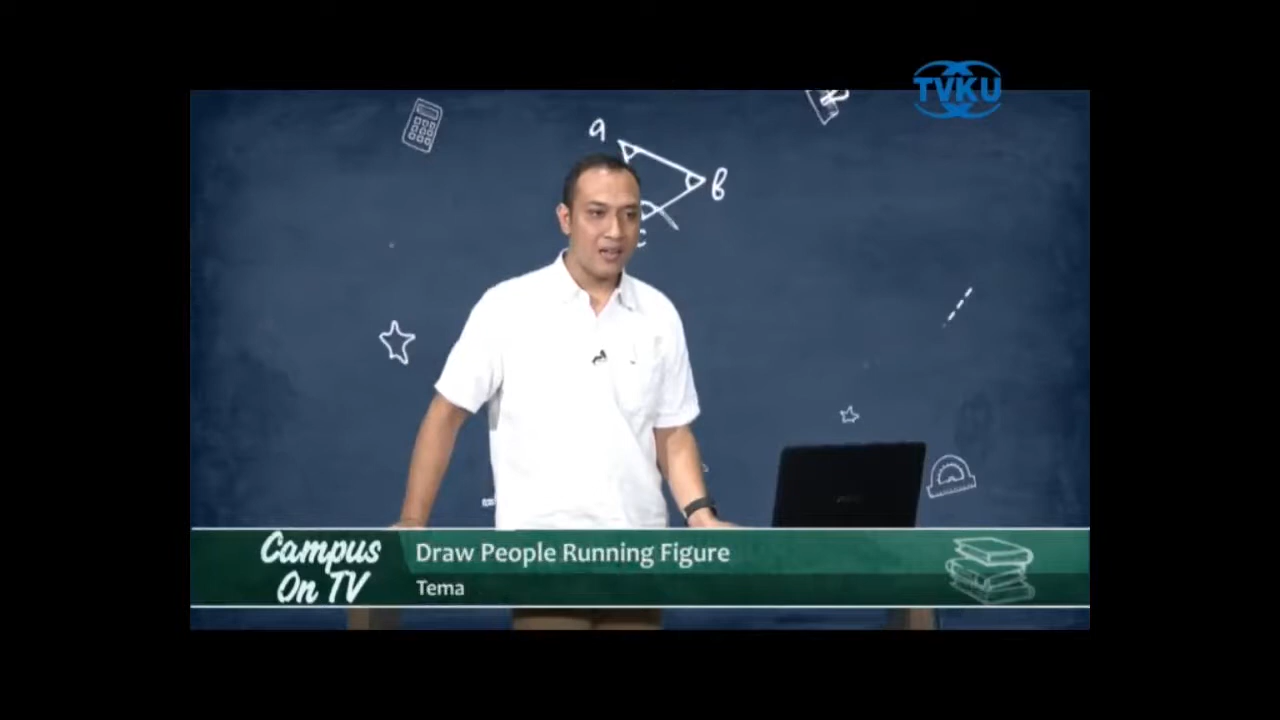 TVKU
a
b
c
Campus
On TV
Draw People Running Figure
Tema